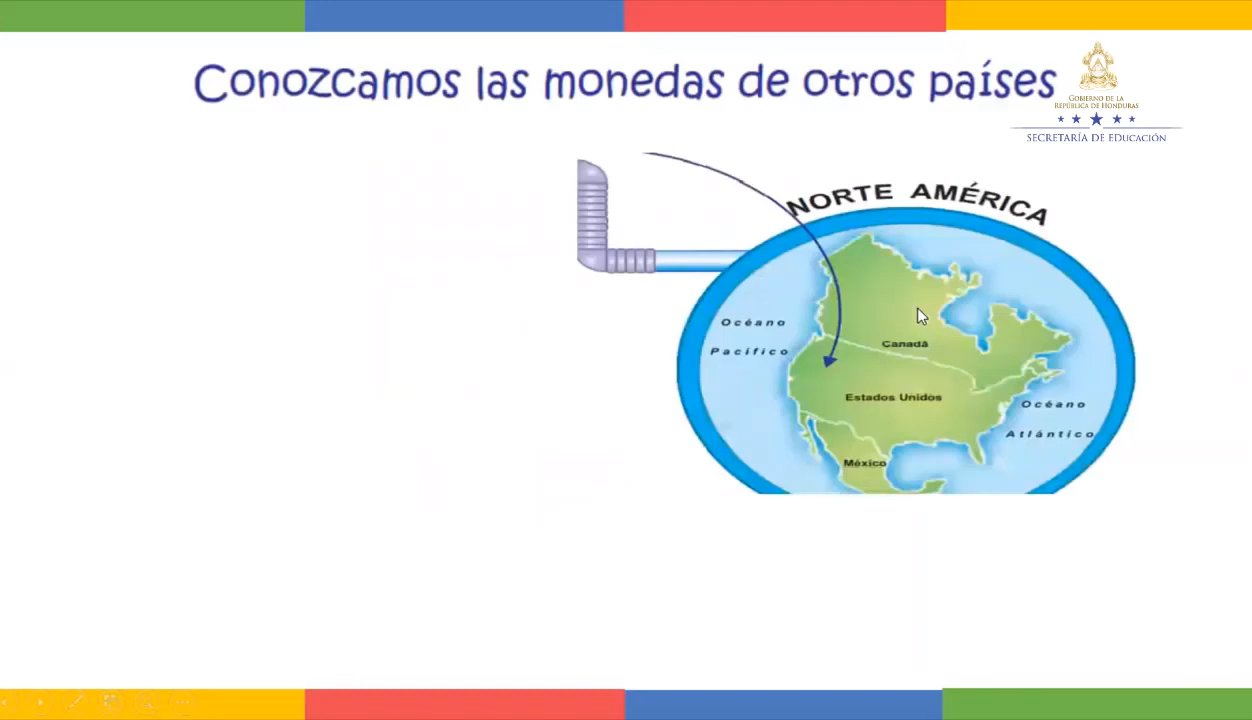 Conozcamos las monedas de otros países
GOBIERNO DE LA
REPÚBLICA DE HONDURAS
SECRETARÍA DE EDUCACIÓN
NORTE AMÉRICA
Océano
Pacífico
Canadá
Estados Unidos
Océano
Atlántico
México